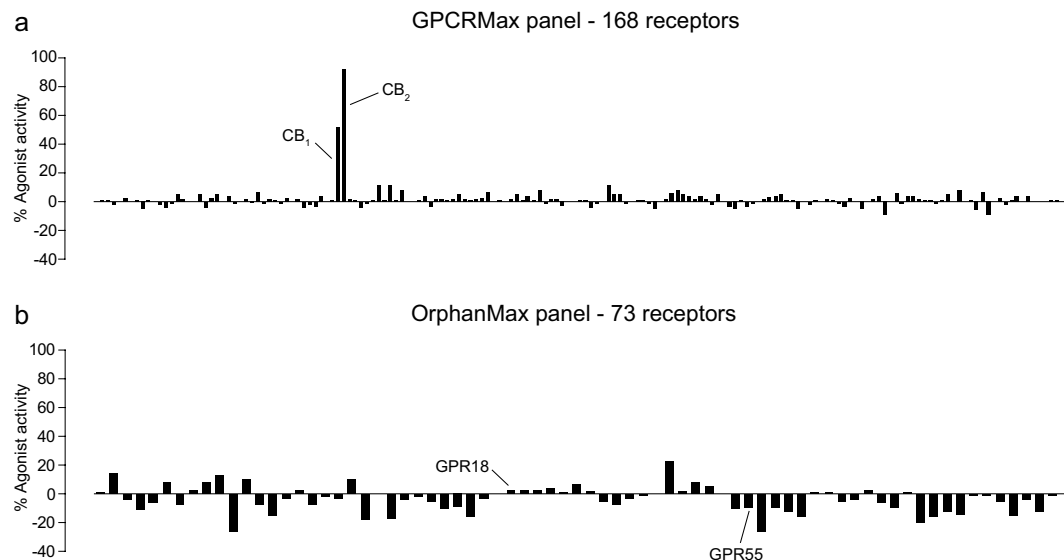 a
GPCRMax panel - 168 receptors
% Agonist activity
100
80
60
40
20
0
-20
-40
CB₁
CB₂
b
OrphanMax panel - 73 receptors
% Agonist activity
100
80
60
40
20
0
-20
-40
GPR18
GPR55